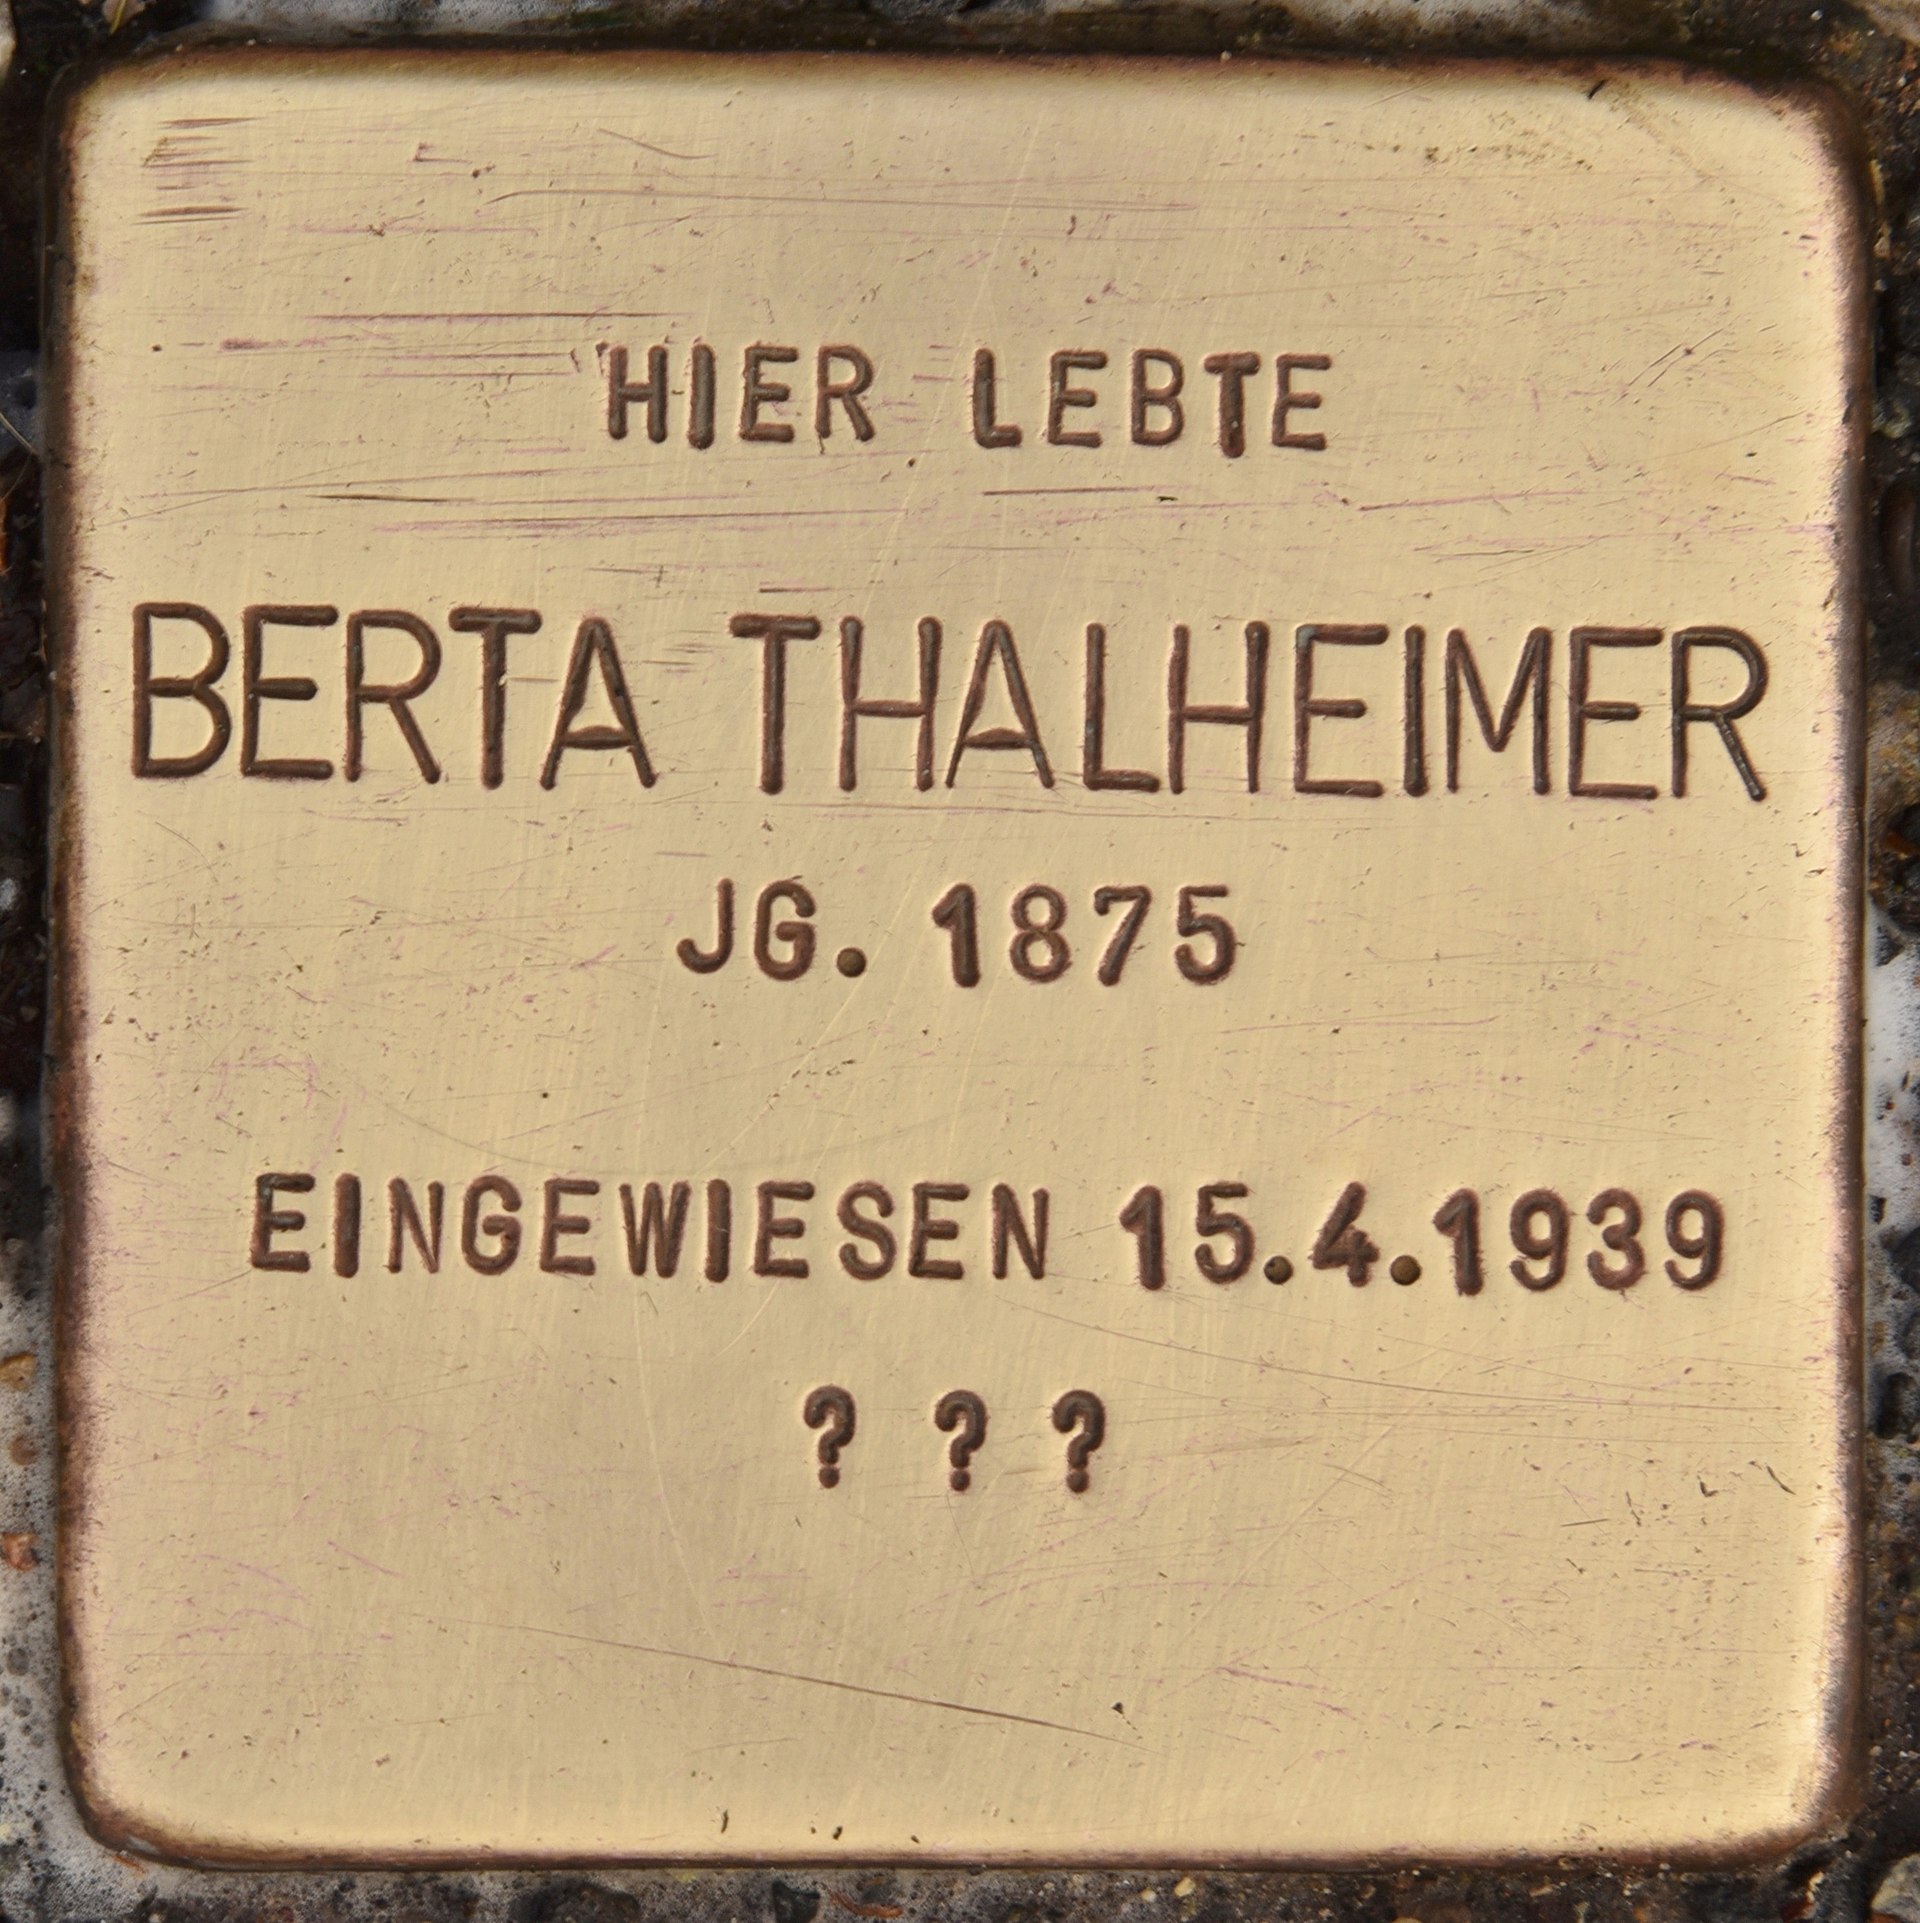 HIER LEBTE
BERTA THALHEIMER
JG. 1875
EINGEWIESEN 15.4.1939
? ? ?